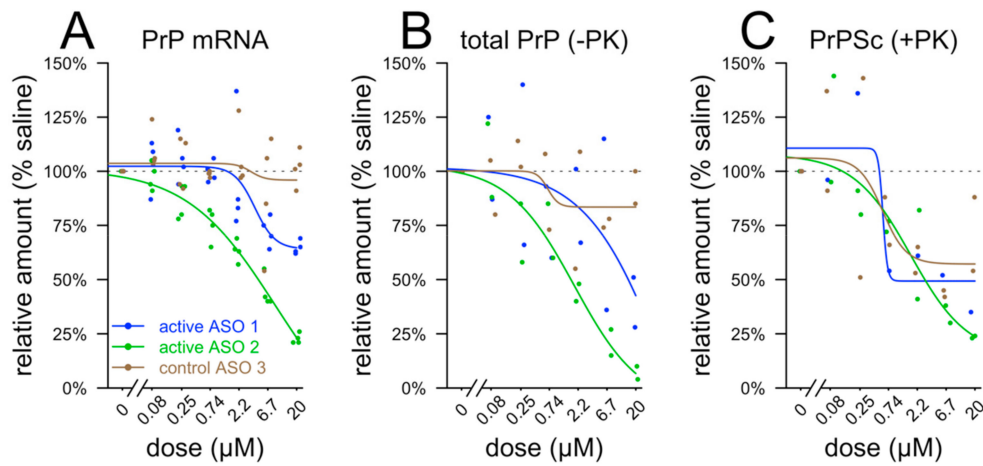 A PrP mRNA
relative amount (% saline)
150%
125%
100%
75%
50%
25%
0%
active ASO 1
active ASO 2
control ASO 3
0 0.08 0.25 0.74 2.2 6.7 20
dose (µM)
B total PrP (-PK)
relative amount (% saline)
150%
125%
100%
75%
50%
25%
0%
0 0.08 0.25 0.74 2.2 6.7 20
dose (µM)
C PrPSc (+PK)
relative amount (% saline)
150%
125%
100%
75%
50%
25%
0%
0 0.08 0.25 0.74 2.2 6.7 20
dose (µM)